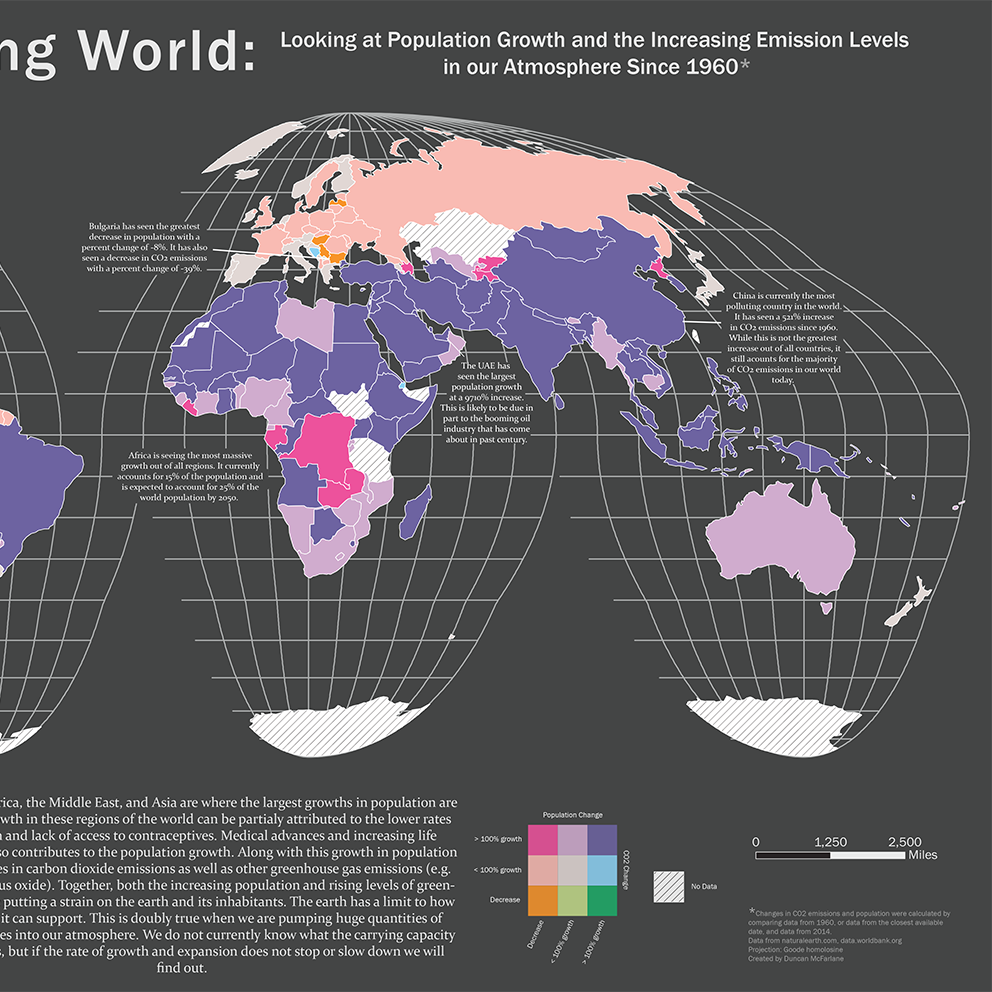 ng World:
Looking at Population Growth and the Increasing Emission Levels
in our Atmosphere Since 1960*
Bulgaria has seen the greatest
decrease in population with a
percent change of -8%. It has also
seen a decrease in CO2 emissions
with a percent change of -39%.
China is currently the most
polluting country in the world.
It has seen a 521% increase
in CO2 emissions since 1960.
While this is not the greatest
increase out of all countries, it
still acounts for the majority
of CO2 emissions in our world
today.
The UAE has
seen the largest
population growth
at a 9710% increase.
This is likely to be due in
part to the booming oil
industry that has come
about in past century.
Africa is seeing the most massive
growth out of all regions. It currently
accounts for 15% of the population and
is expected to account for 25% of the
world population by 2050.
rica, the Middle East, and Asia are where the largest growths in population are
wth in these regions of the world can be partialy attributed to the lower rates
n and lack of access to contraceptives. Medical advances and increasing life
so contributes to the population growth. Along with this growth in population
es in carbon dioxide emissions as well as other greenhouse gas emissions (e.g.
us oxide). Together, both the increasing population and rising levels of green-
putting a strain on the earth and its inhabitants. The earth has a limit to how
it can support. This is doubly true when we are pumping huge quantities of
es into our atmosphere. We do not currently know what the carrying capacity
s, but if the rate of growth and expansion does not stop or slow down we will
find out.
Population Change
> 100% growth
< 100% growth
Decrease
CO2 Change
Decrease
< 100% growth
> 100% growth
No Data
0 1,250 2,500
Miles
*Changes in CO2 emissions and population were calculated by
comparing data from 1960, or data from the closest available
date, and data from 2014.
Data from naturalearth.com, data.worldbank.org
Projection: Goode homolosine
Created by Duncan McFarlane